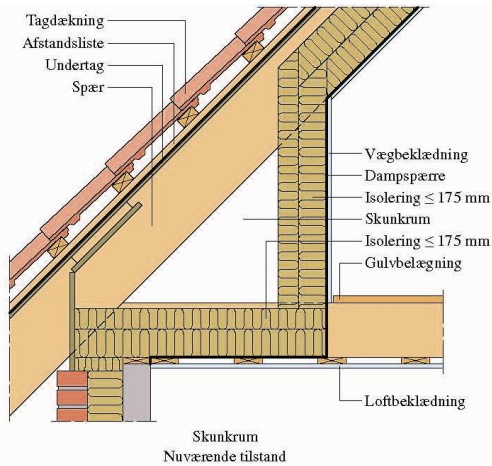 Tagdækning
Afstandsliste
Undertag
Spær
Vægbeklædning
Dampspærre
Isolering ≤ 175 mm
Skunkrum
Isolering ≤ 175 mm
Gulvbelægning
Loftbeklædning
Skunkrum
Nuværende tilstand